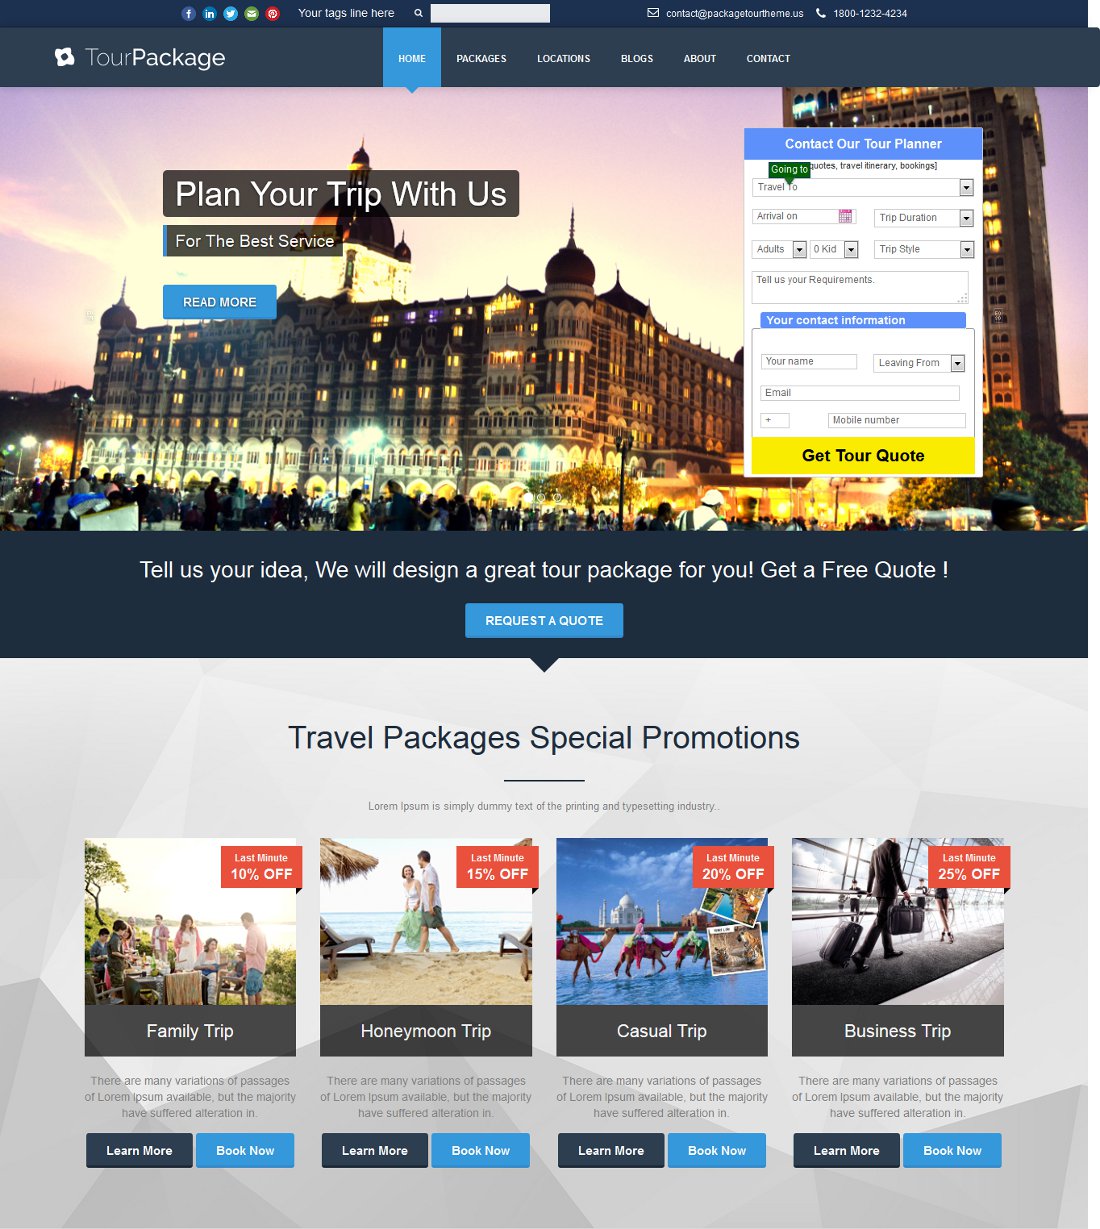 Your tags line here
contact@packagetourtheme.us
1800-1232-4234
TourPackage
HOME
PACKAGES
LOCATIONS
BLOGS
ABOUT
CONTACT
Plan Your Trip With Us
For The Best Service
READ MORE
Contact Our Tour Planner
quotes, travel itinerary, bookings]
Going to
Travel To
Arrival on
Trip Duration
Adults
0 Kid
Trip Style
Tell us your Requirements.
Your contact information
Your name
Leaving From
Email
+
Mobile number
Get Tour Quote
Tell us your idea, We will design a great tour package for you! Get a Free Quote !
REQUEST A QUOTE
Travel Packages Special Promotions
Lorem Ipsum is simply dummy text of the printing and typesetting industry..
Last Minute
10% OFF
Last Minute
15% OFF
Last Minute
20% OFF
Last Minute
25% OFF
Family Trip
Honeymoon Trip
Casual Trip
Business Trip
There are many variations of passages
of Lorem Ipsum available, but the majority
have suffered alteration in.
There are many variations of passages
of Lorem Ipsum available, but the majority
have suffered alteration in.
There are many variations of passages
of Lorem Ipsum available, but the majority
have suffered alteration in.
There are many variations of passages
of Lorem Ipsum available, but the majority
have suffered alteration in.
Learn More
Book Now
Learn More
Book Now
Learn More
Book Now
Learn More
Book Now